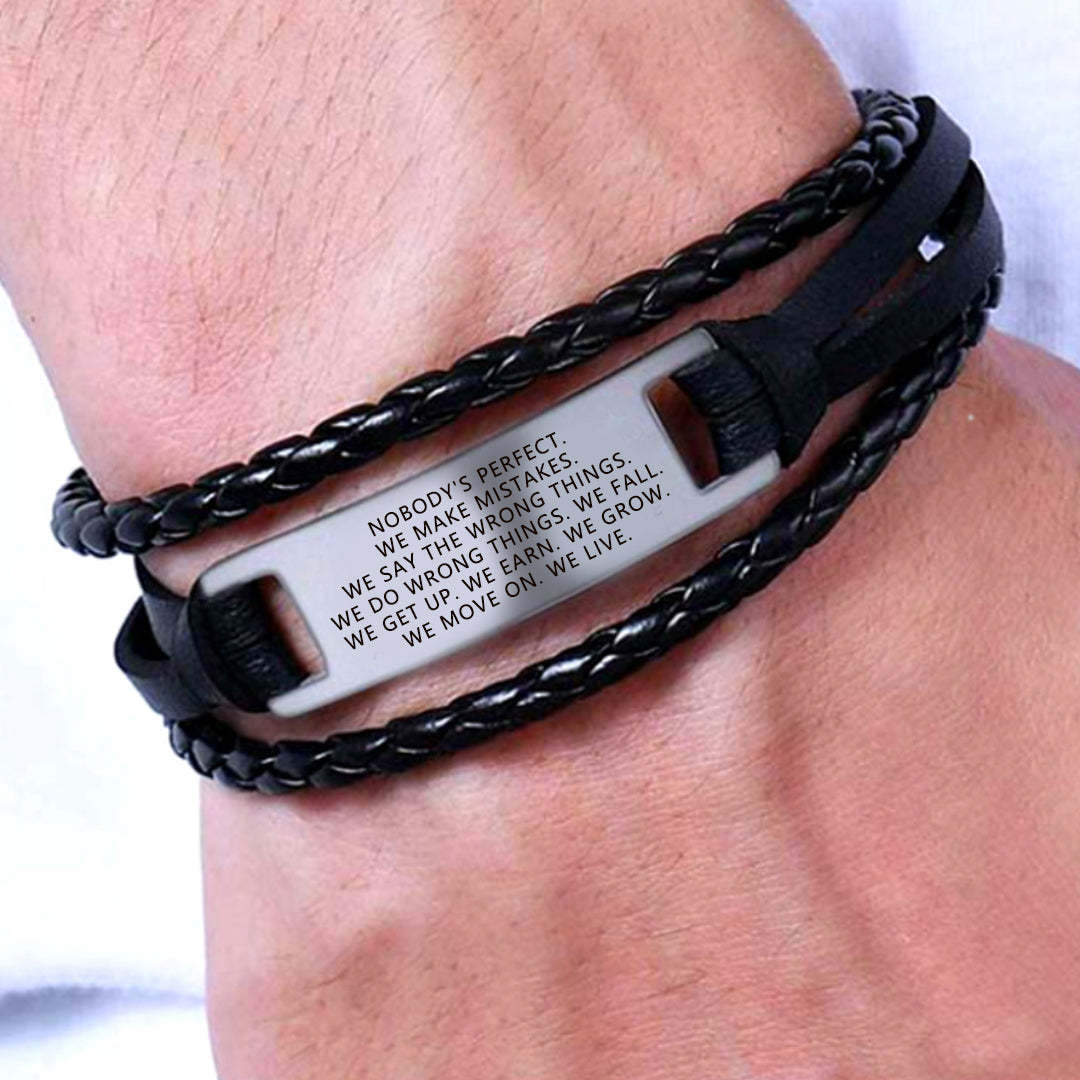 NOBODY'S PERFECT.
WE MAKE MISTAKES.
WE SAY THE WRONG THINGS.
WE DO WRONG THINGS. WE FALL.
WE GET UP. WE EARN. WE GROW.
WE MOVE ON. WE LIVE.